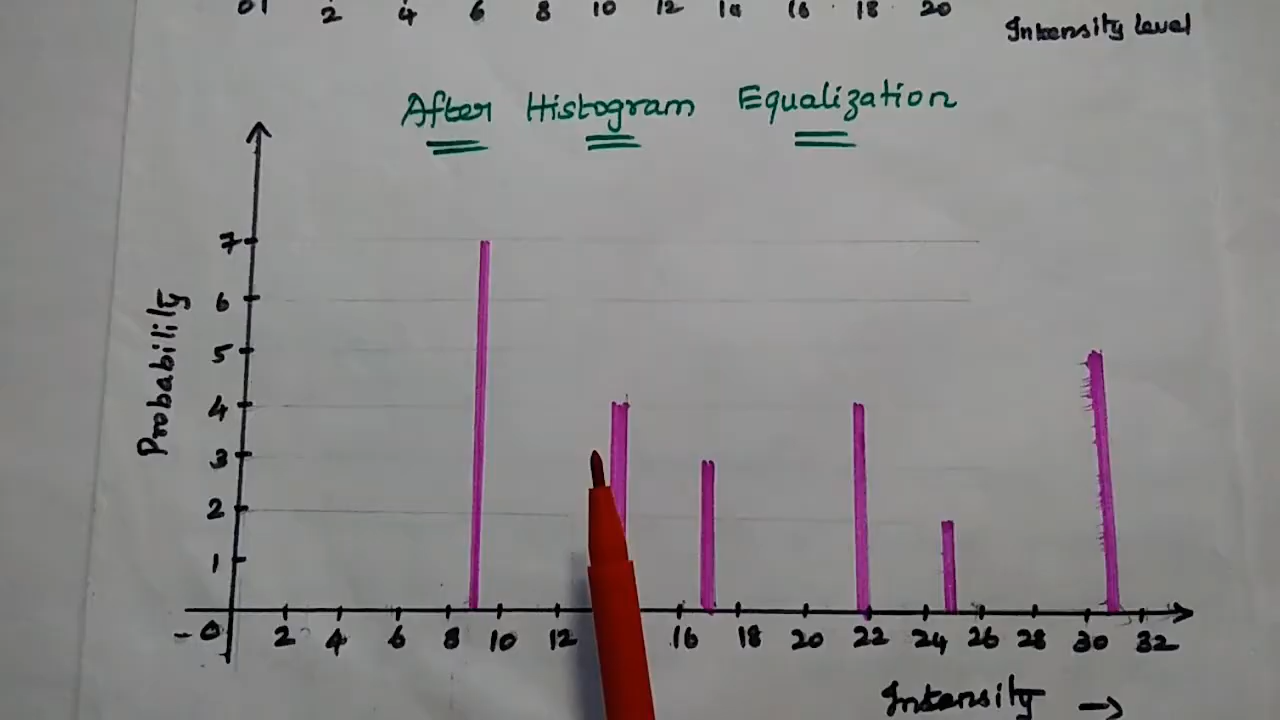 0 1 2 4 6 8 10 12 14 16 18 20
Intensity level
After Histogram Equalization
7
6
5
4
3
2
1
Probability
0 2 4 6 8 10 12 16 18 20 22 24 26 28 30 32
Intensity →